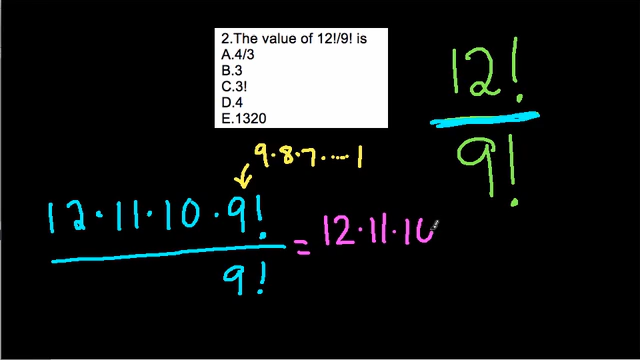 2.The value of 12!/9! is
A.4/3
B.3
C.3!
D.4
E.1320
12!
9!
9·8·7·····1
12·11·10·9!
9!
=12·11·10